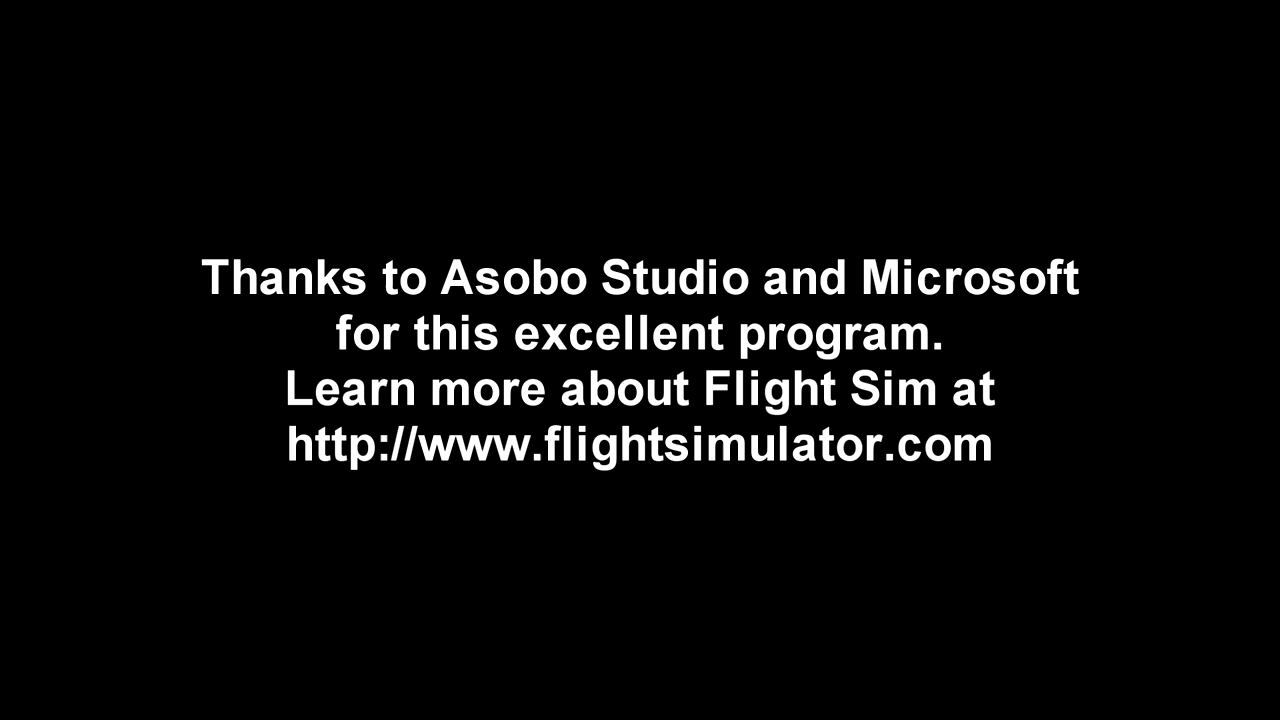 Thanks to Asobo Studio and Microsoft
for this excellent program.
Learn more about Flight Sim at
http://www.flightsimulator.com